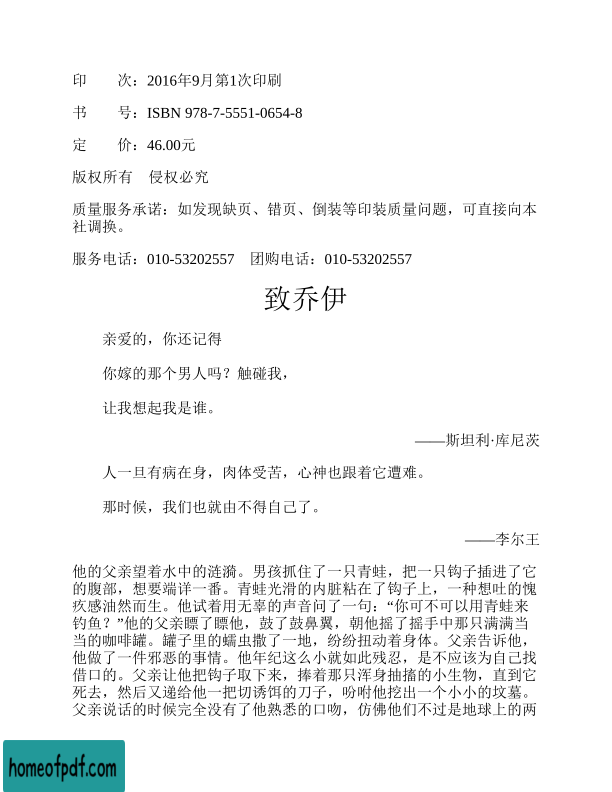 印　　次：2016年9月第1次印刷
书　　号：ISBN 978-7-5551-0654-8
定　　价：46.00元
版权所有　侵权必究
质量服务承诺：如发现缺页、错页、倒装等印装质量问题，可直接向本
社调换。
服务电话：010-53202557　团购电话：010-53202557
致乔伊
亲爱的，你还记得
你嫁的那个男人吗？触碰我，
让我想起我是谁。
——斯坦利·库尼茨
人一旦有病在身，肉体受苦，心神也跟着它遭难。
那时候，我们也就由不得自己了。
——李尔王
他的父亲望着水中的涟漪。男孩抓住了一只青蛙，把一只钩子插进了它
的腹部，想要端详一番。青蛙光滑的内脏粘在了钩子上，一种想吐的愧
疚感油然而生。他试着用无辜的声音问了一句：“你可不可以用青蛙来
钓鱼？”他的父亲瞟了瞟他，鼓了鼓鼻翼，朝他摇了摇手中那只满满当
当的咖啡罐。罐子里的蠕虫撒了一地，纷纷扭动着身体。父亲告诉他，
他做了一件邪恶的事情。他年纪这么小就如此残忍，是不应该为自己找
借口的。父亲让他把钩子取下来，捧着那只浑身抽搐的小生物，直到它
死去，然后又递给他一把切诱饵的刀子，吩咐他挖出一个小小的坟墓。
父亲说话的时候完全没有了他熟悉的口吻，仿佛他们不过是地球上的两
homeofpdf.com